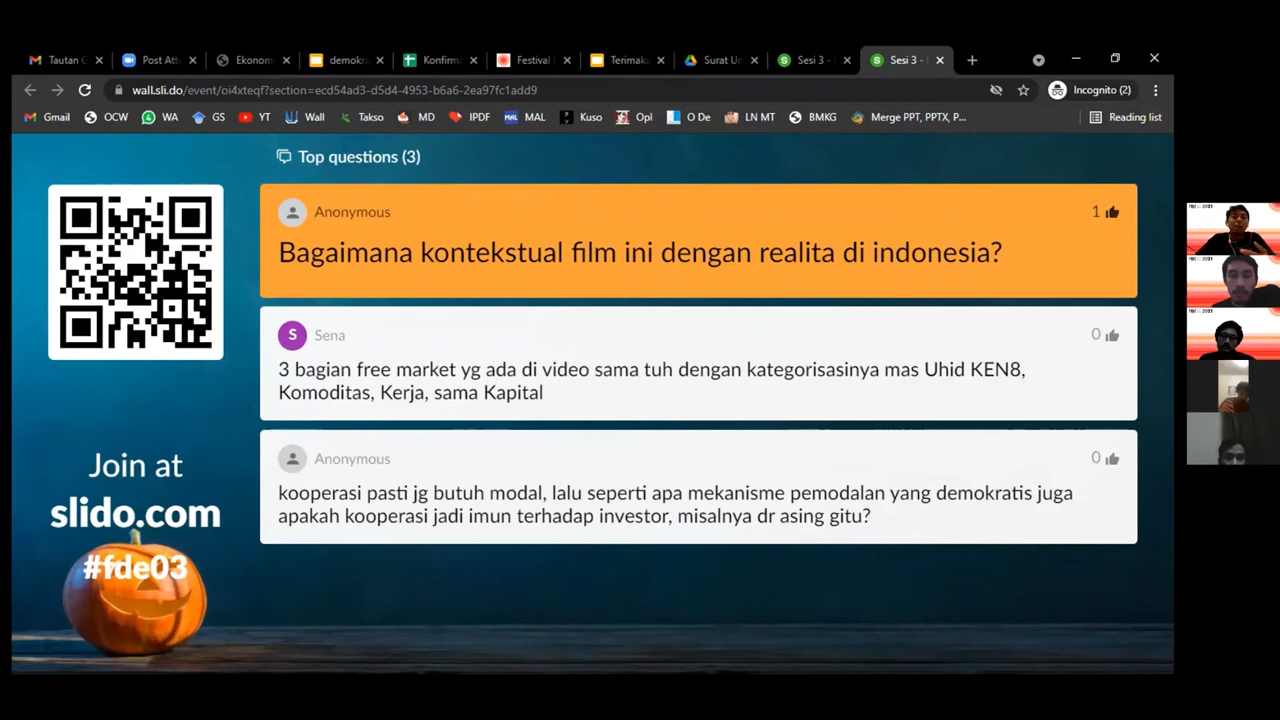 Tautan G
Post Atte
Ekonom
demokr
Konfirm
Festival
Terimak
Surat Un
Sesi 3 -
Sesi 3 -
wall.sli.do/event/oi4xteqf?section=ecd54ad3-d5d4-4953-b6a6-2ea97fc1add9
Incognito (2)
Gmail
OCW
WA
GS
YT
Wall
Takso
MD
IPDF
MAL
Kuso
Opl
O De
LN MT
BMKG
Merge PPT, PPTX, P...
Reading list
Top questions (3)
Anonymous
1
Bagaimana kontekstual film ini dengan realita di indonesia?
S
Sena
0
3 bagian free market yg ada di video sama tuh dengan kategorisasinya mas Uhid KEN8,
Komoditas, Kerja, sama Kapital
Anonymous
0
kooperasi pasti jg butuh modal, lalu seperti apa mekanisme pemodalan yang demokratis juga
apakah kooperasi jadi imun terhadap investor, misalnya dr asing gitu?
Join at
slido.com
#fde03